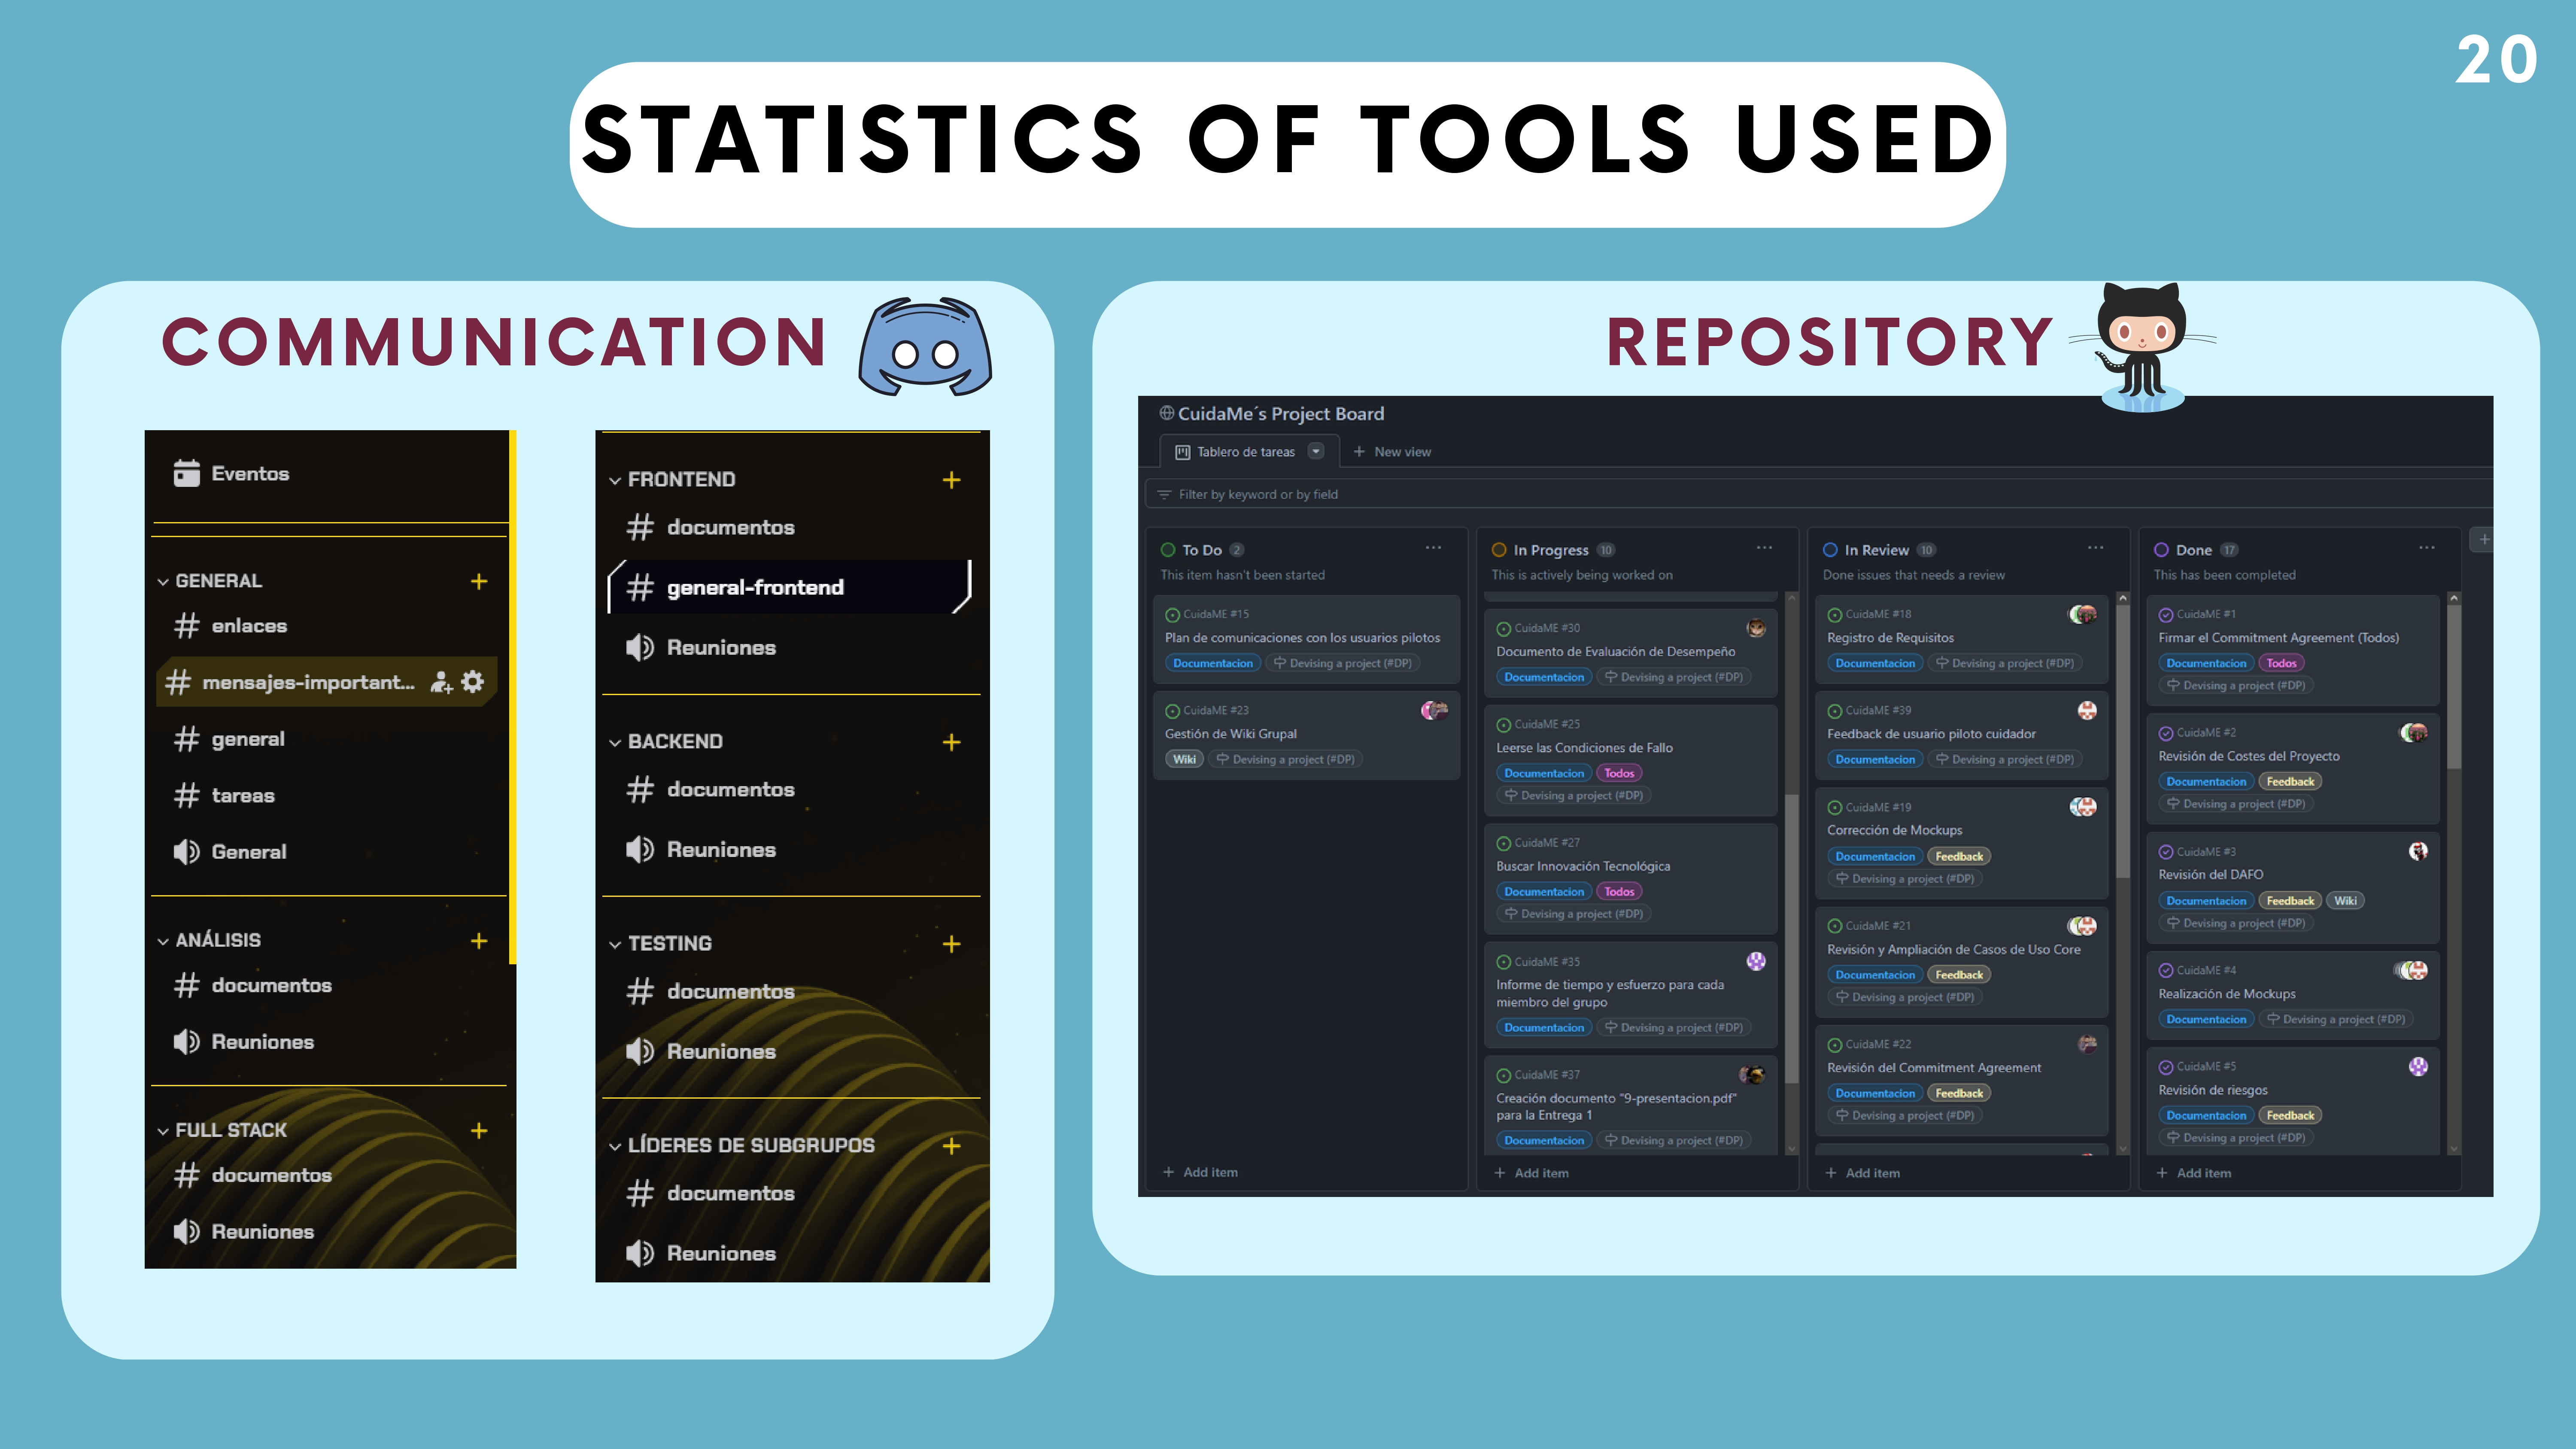 20
STATISTICS OF TOOLS USED
COMMUNICATION
Eventos
GENERAL
enlaces
mensajes-important...
general
tareas
General
ANÁLISIS
documentos
Reuniones
FULL STACK
documentos
Reuniones
FRONTEND
documentos
general-frontend
Reuniones
BACKEND
documentos
Reuniones
TESTING
documentos
Reuniones
LÍDERES DE SUBGRUPOS
documentos
Reuniones
REPOSITORY
CuidaMe´s Project Board
Tablero de tareas
New view
Filter by keyword or by field
To Do 2
This item hasn't been started
CuidaME #15
Plan de comunicaciones con los usuarios pilotos
Documentacion Devising a project (#DP)
CuidaME #23
Gestión de Wiki Grupal
Wiki Devising a project (#DP)
Add item
In Progress 10
This is actively being worked on
CuidaME #30
Documento de Evaluación de Desempeño
Documentacion Devising a project (#DP)
CuidaME #25
Leerse las Condiciones de Fallo
Documentacion Todos
Devising a project (#DP)
CuidaME #27
Buscar Innovación Tecnológica
Documentacion Todos
Devising a project (#DP)
CuidaME #35
Informe de tiempo y esfuerzo para cada
miembro del grupo
Documentacion Devising a project (#DP)
CuidaME #37
Creación documento "9-presentacion.pdf"
para la Entrega 1
Documentacion Devising a project (#DP)
Add item
In Review 10
Done issues that needs a review
CuidaME #18
Registro de Requisitos
Documentacion Devising a project (#DP)
CuidaME #39
Feedback de usuario piloto cuidador
Documentacion Devising a project (#DP)
CuidaME #19
Corrección de Mockups
Documentacion Feedback
Devising a project (#DP)
CuidaME #21
Revisión y Ampliación de Casos de Uso Core
Documentacion Feedback
Devising a project (#DP)
CuidaME #22
Revisión del Commitment Agreement
Documentacion Feedback
Devising a project (#DP)
Add item
Done 17
This has been completed
CuidaME #1
Firmar el Commitment Agreement (Todos)
Documentacion Todos
Devising a project (#DP)
CuidaME #2
Revisión de Costes del Proyecto
Documentacion Feedback
Devising a project (#DP)
CuidaME #3
Revisión del DAFO
Documentacion Feedback Wiki
Devising a project (#DP)
CuidaME #4
Realización de Mockups
Documentacion Devising a project (#DP)
CuidaME #5
Revisión de riesgos
Documentacion Feedback
Devising a project (#DP)
Add item